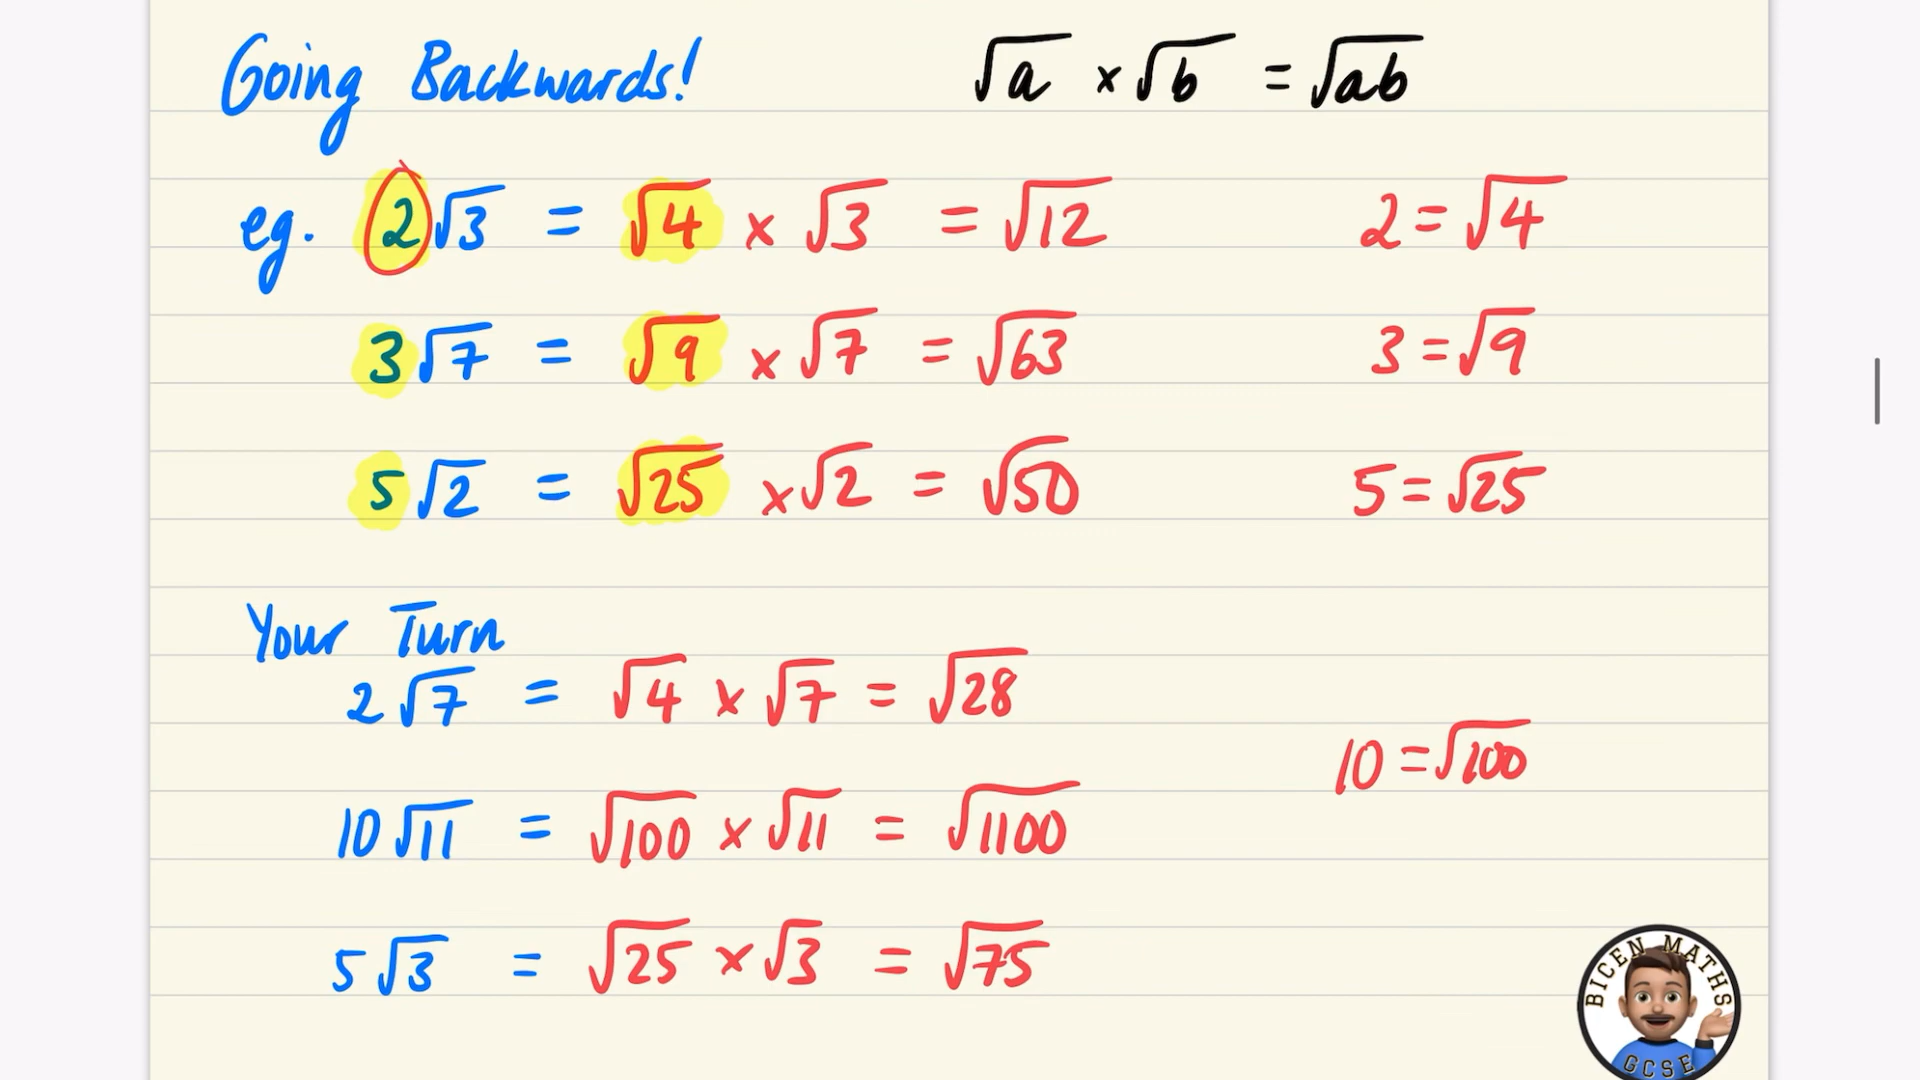 Going Backwards! √a × √b = √ab
eg. 2√3 = √4 × √3 = √12 2 = √4
3√7 = √9 × √7 = √63 3 = √9
5√2 = √25 × √2 = √50 5 = √25
Your Turn
2√7 = √4 × √7 = √28
10 = √100
10√11 = √100 × √11 = √1100
5√3 = √25 × √3 = √75
BICEN MATHS
GCSE